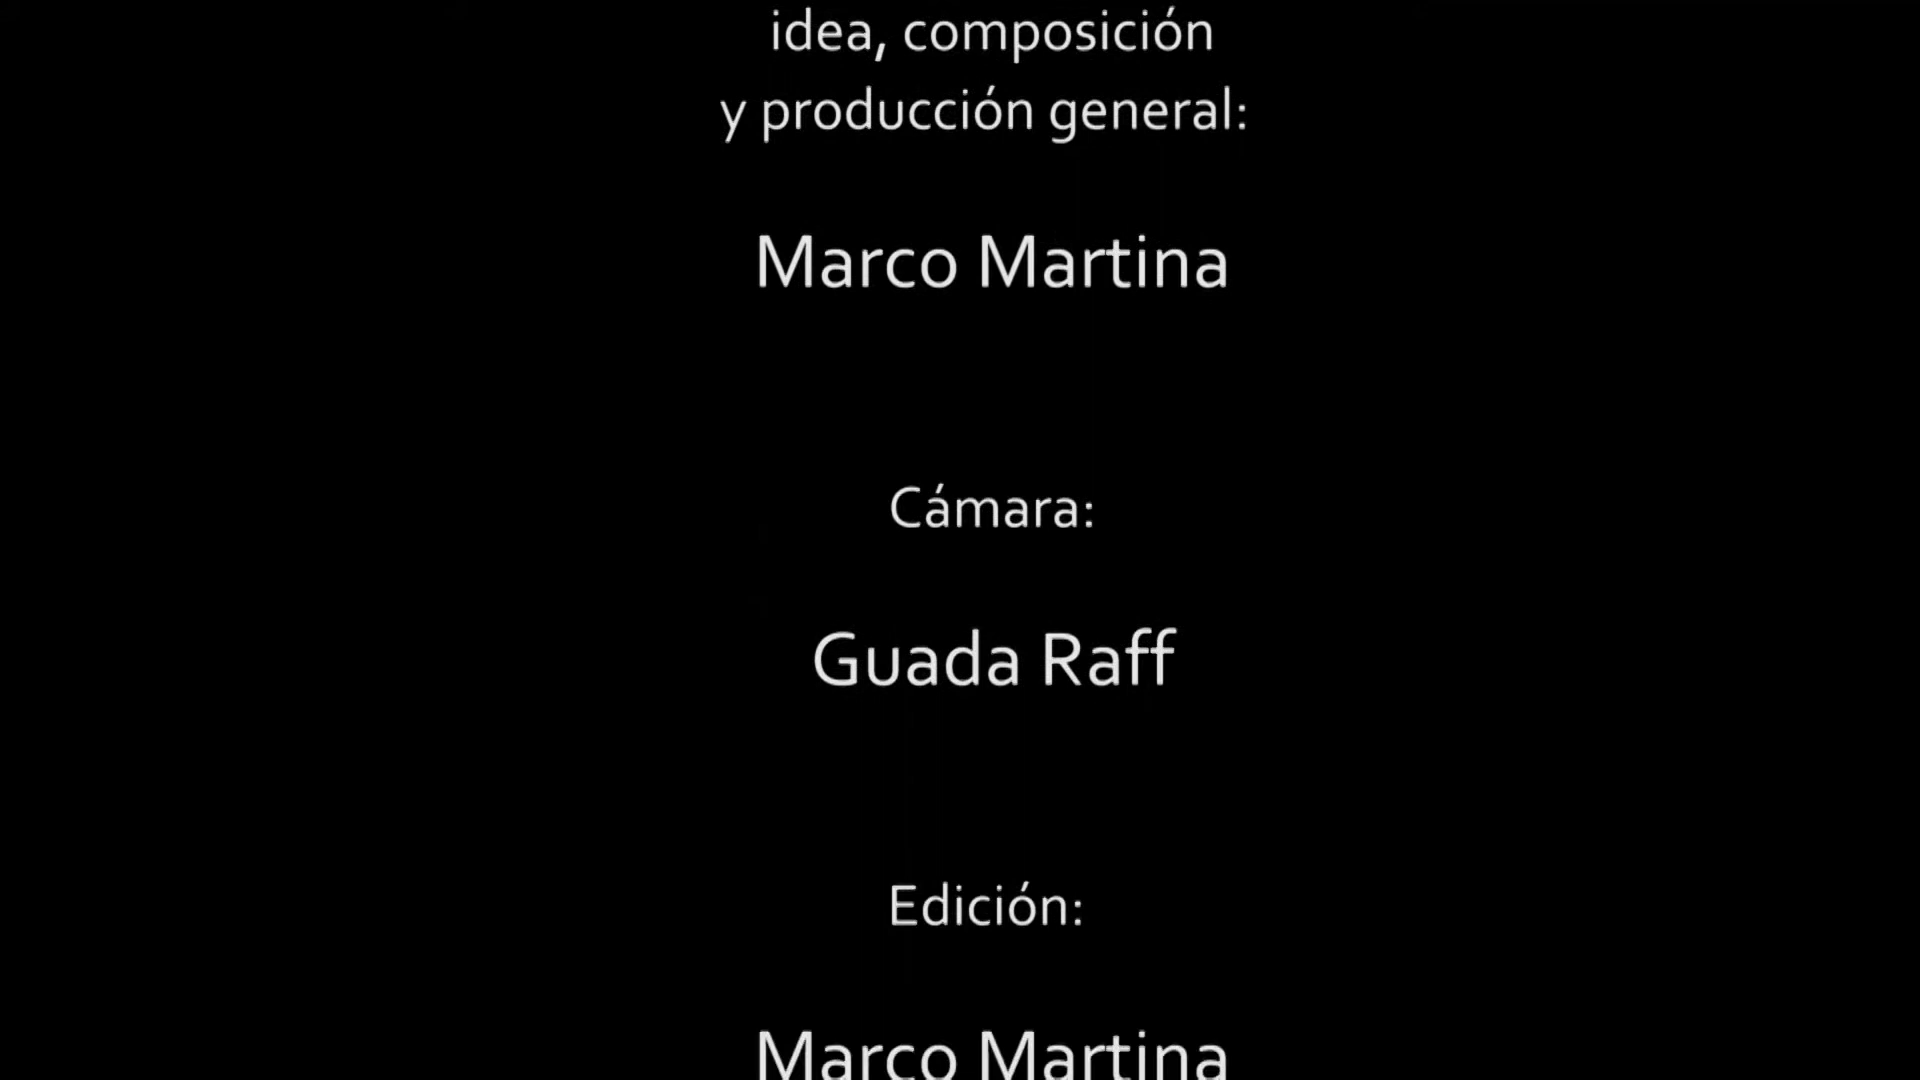 idea, composición
y producción general:
Marco Martina
Cámara:
Guada Raff
Edición:
Marco Martina